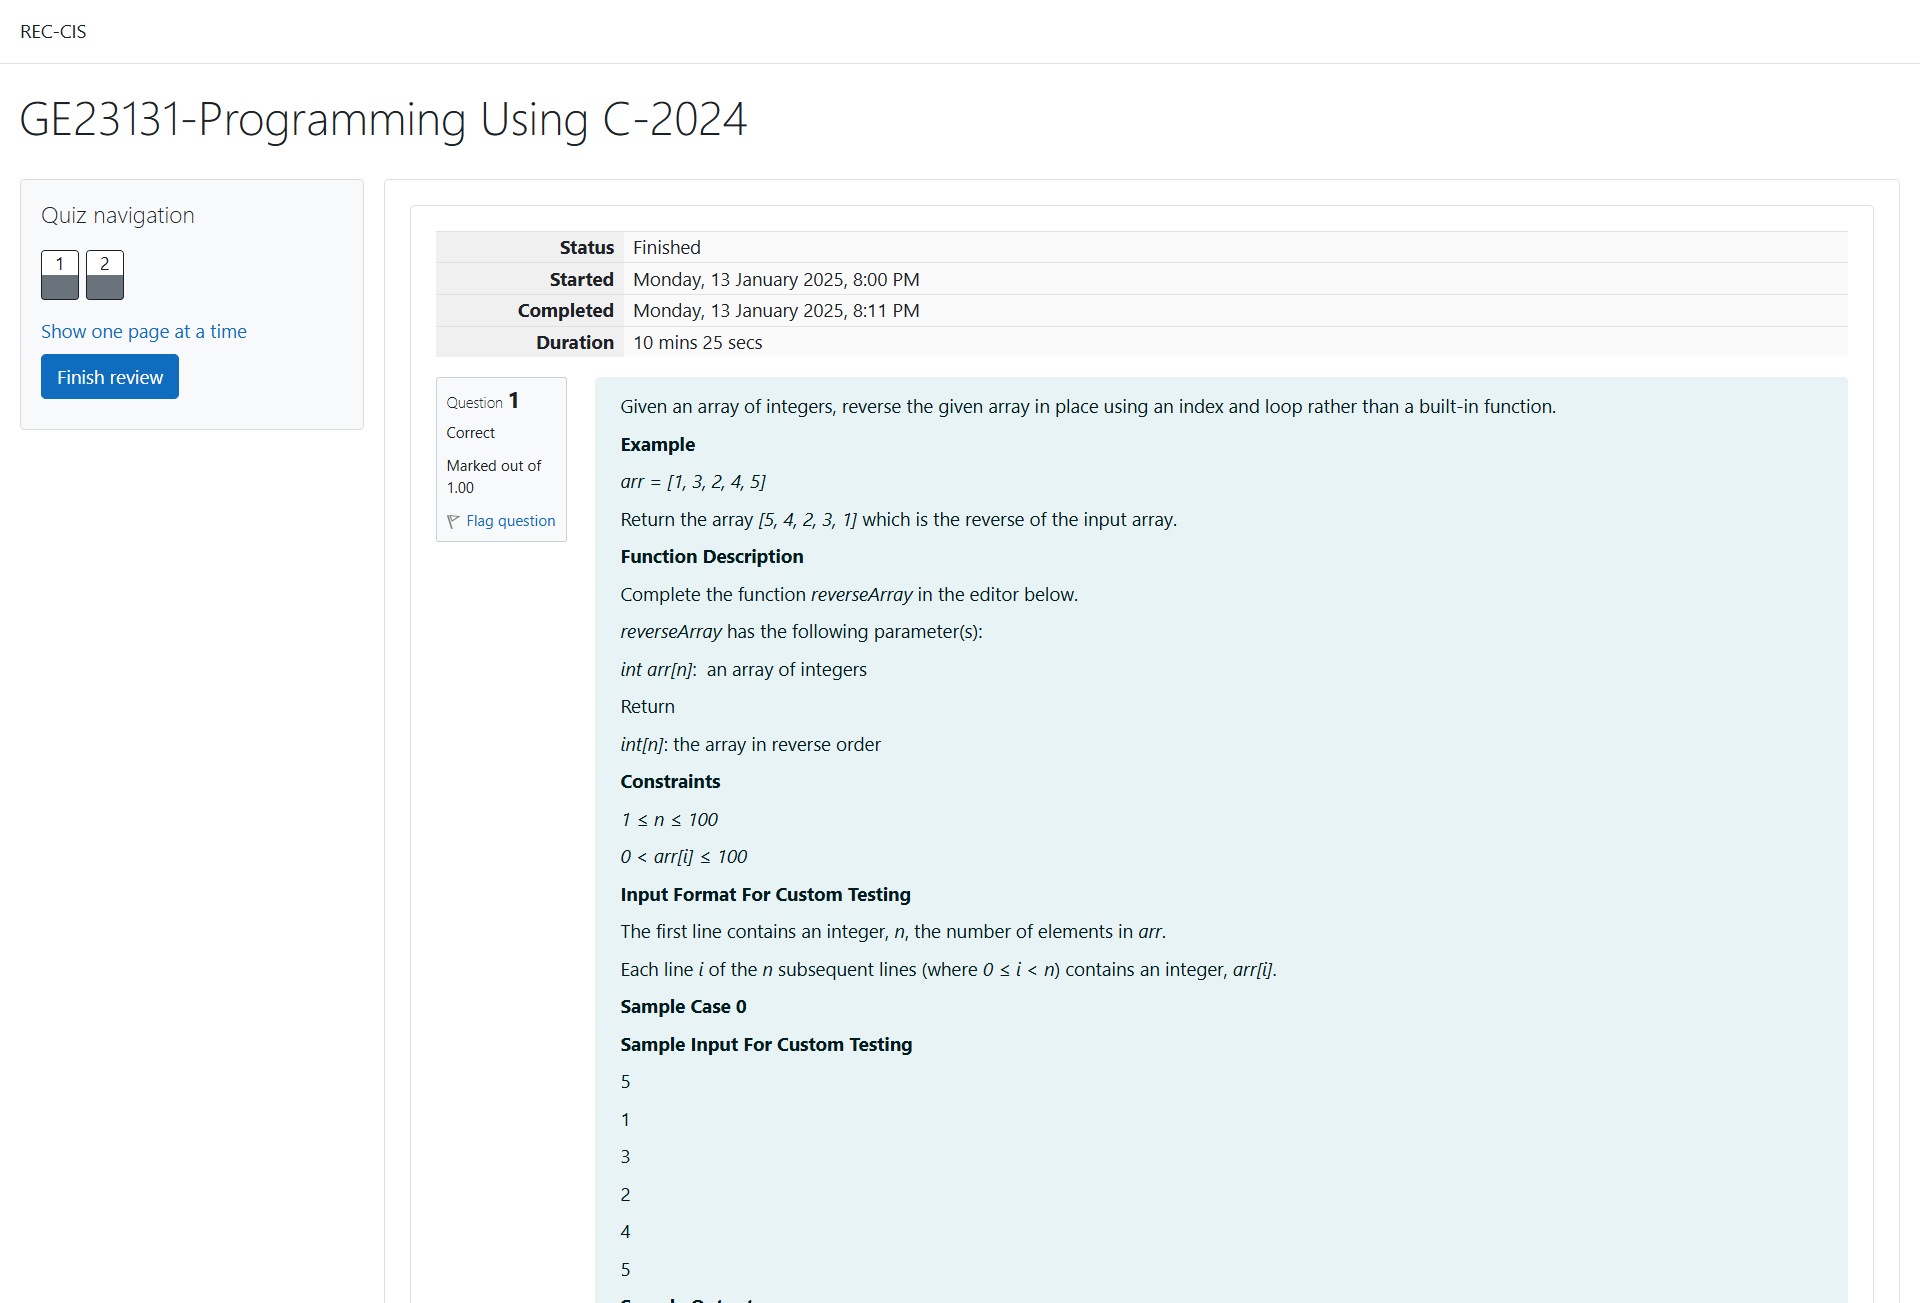 REC-CIS
GE23131-Programming Using C-2024
Quiz navigation
1 2
Show one page at a time
Finish review
Status Finished
Started Monday, 13 January 2025, 8:00 PM
Completed Monday, 13 January 2025, 8:11 PM
Duration 10 mins 25 secs
Question 1
Correct
Marked out of
1.00
Flag question
Given an array of integers, reverse the given array in place using an index and loop rather than a built-in function.
Example
arr = [1, 3, 2, 4, 5]
Return the array [5, 4, 2, 3, 1] which is the reverse of the input array.
Function Description
Complete the function reverseArray in the editor below.
reverseArray has the following parameter(s):
int arr[n]: an array of integers
Return
int[n]: the array in reverse order
Constraints
1 ≤ n ≤ 100
0 < arr[i] ≤ 100
Input Format For Custom Testing
The first line contains an integer, n, the number of elements in arr.
Each line i of the n subsequent lines (where 0 ≤ i < n) contains an integer, arr[i].
Sample Case 0
Sample Input For Custom Testing
5
1
3
2
4
5